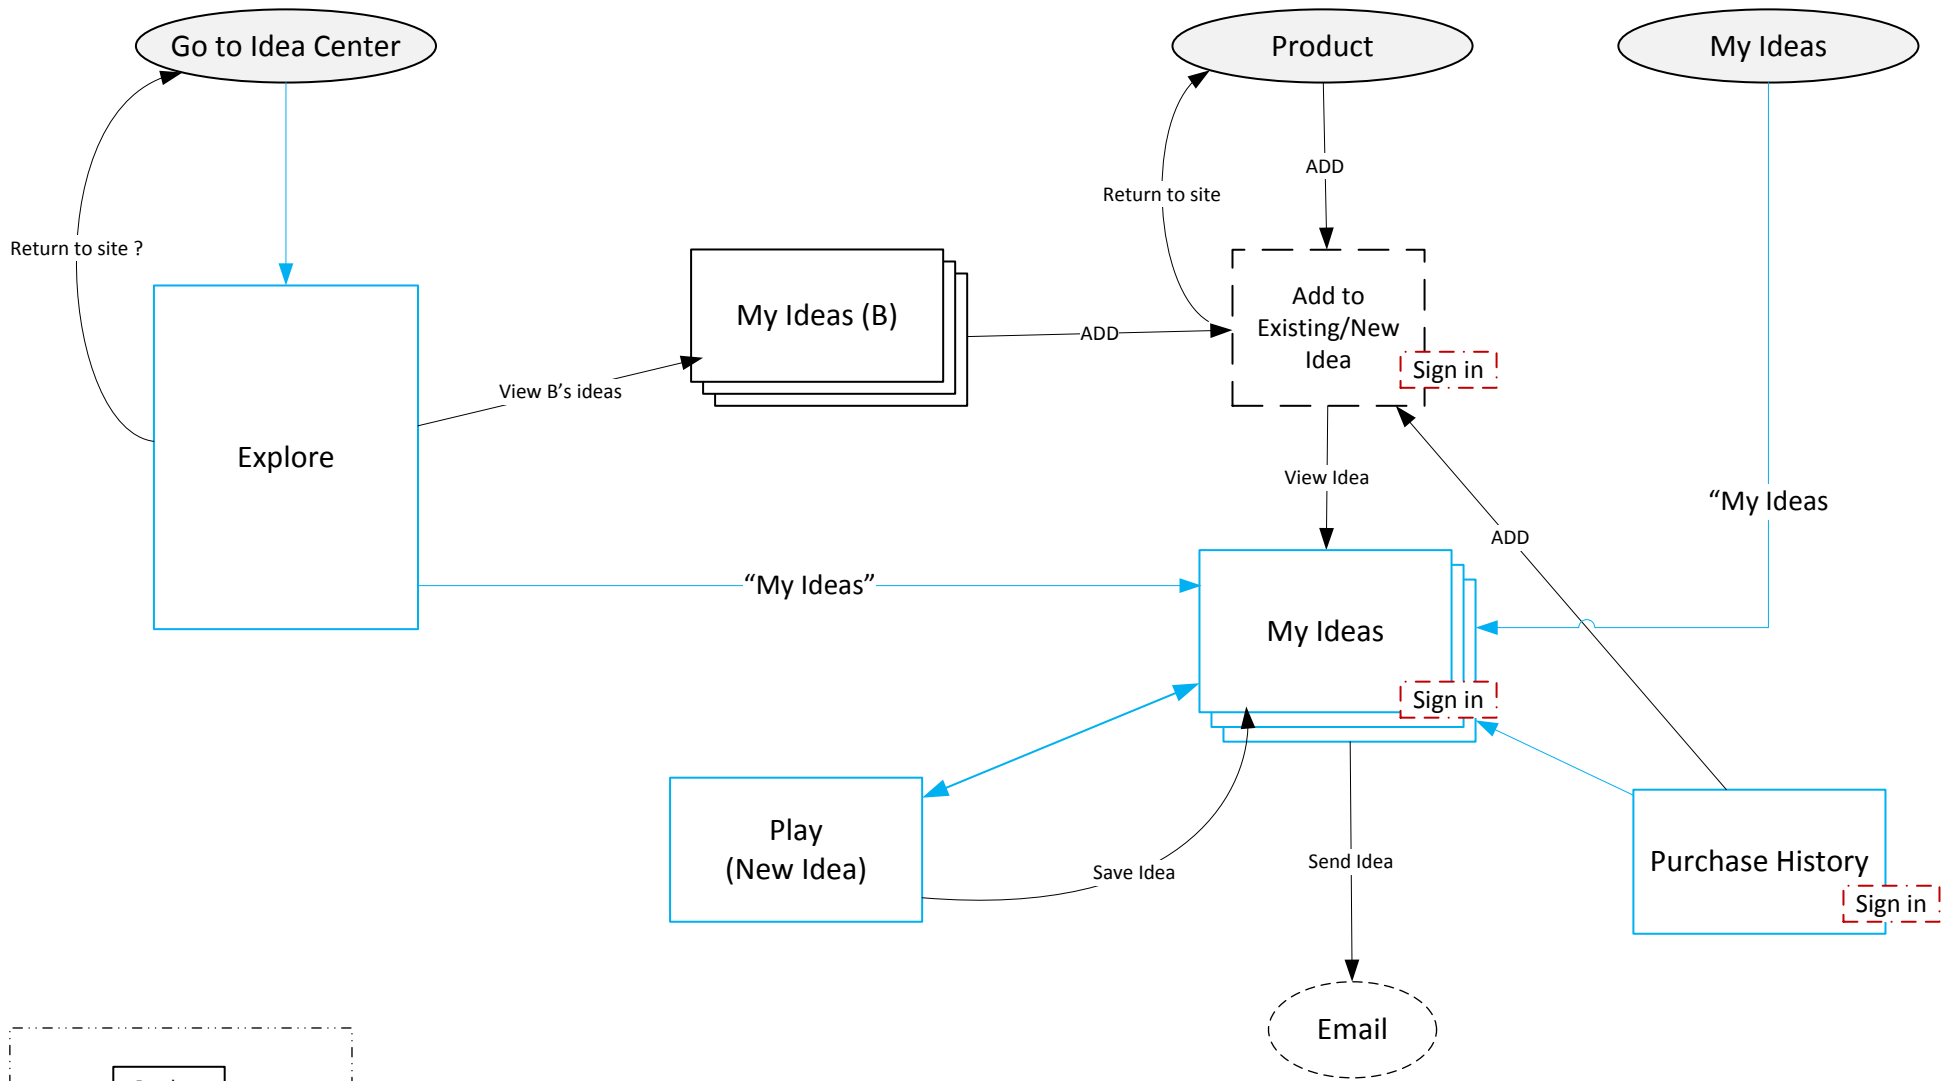 Go to Idea Center
Product
My Ideas
ADD
Return to site
Return to site ?
My Ideas (B)
Add to
Existing/New
Idea
ADD
Sign in
View B’s ideas
Explore
View Idea
“My Ideas
ADD
“My Ideas”
My Ideas
Sign in
Play
(New Idea)
Save Idea
Send Idea
Purchase History
Sign in
Email